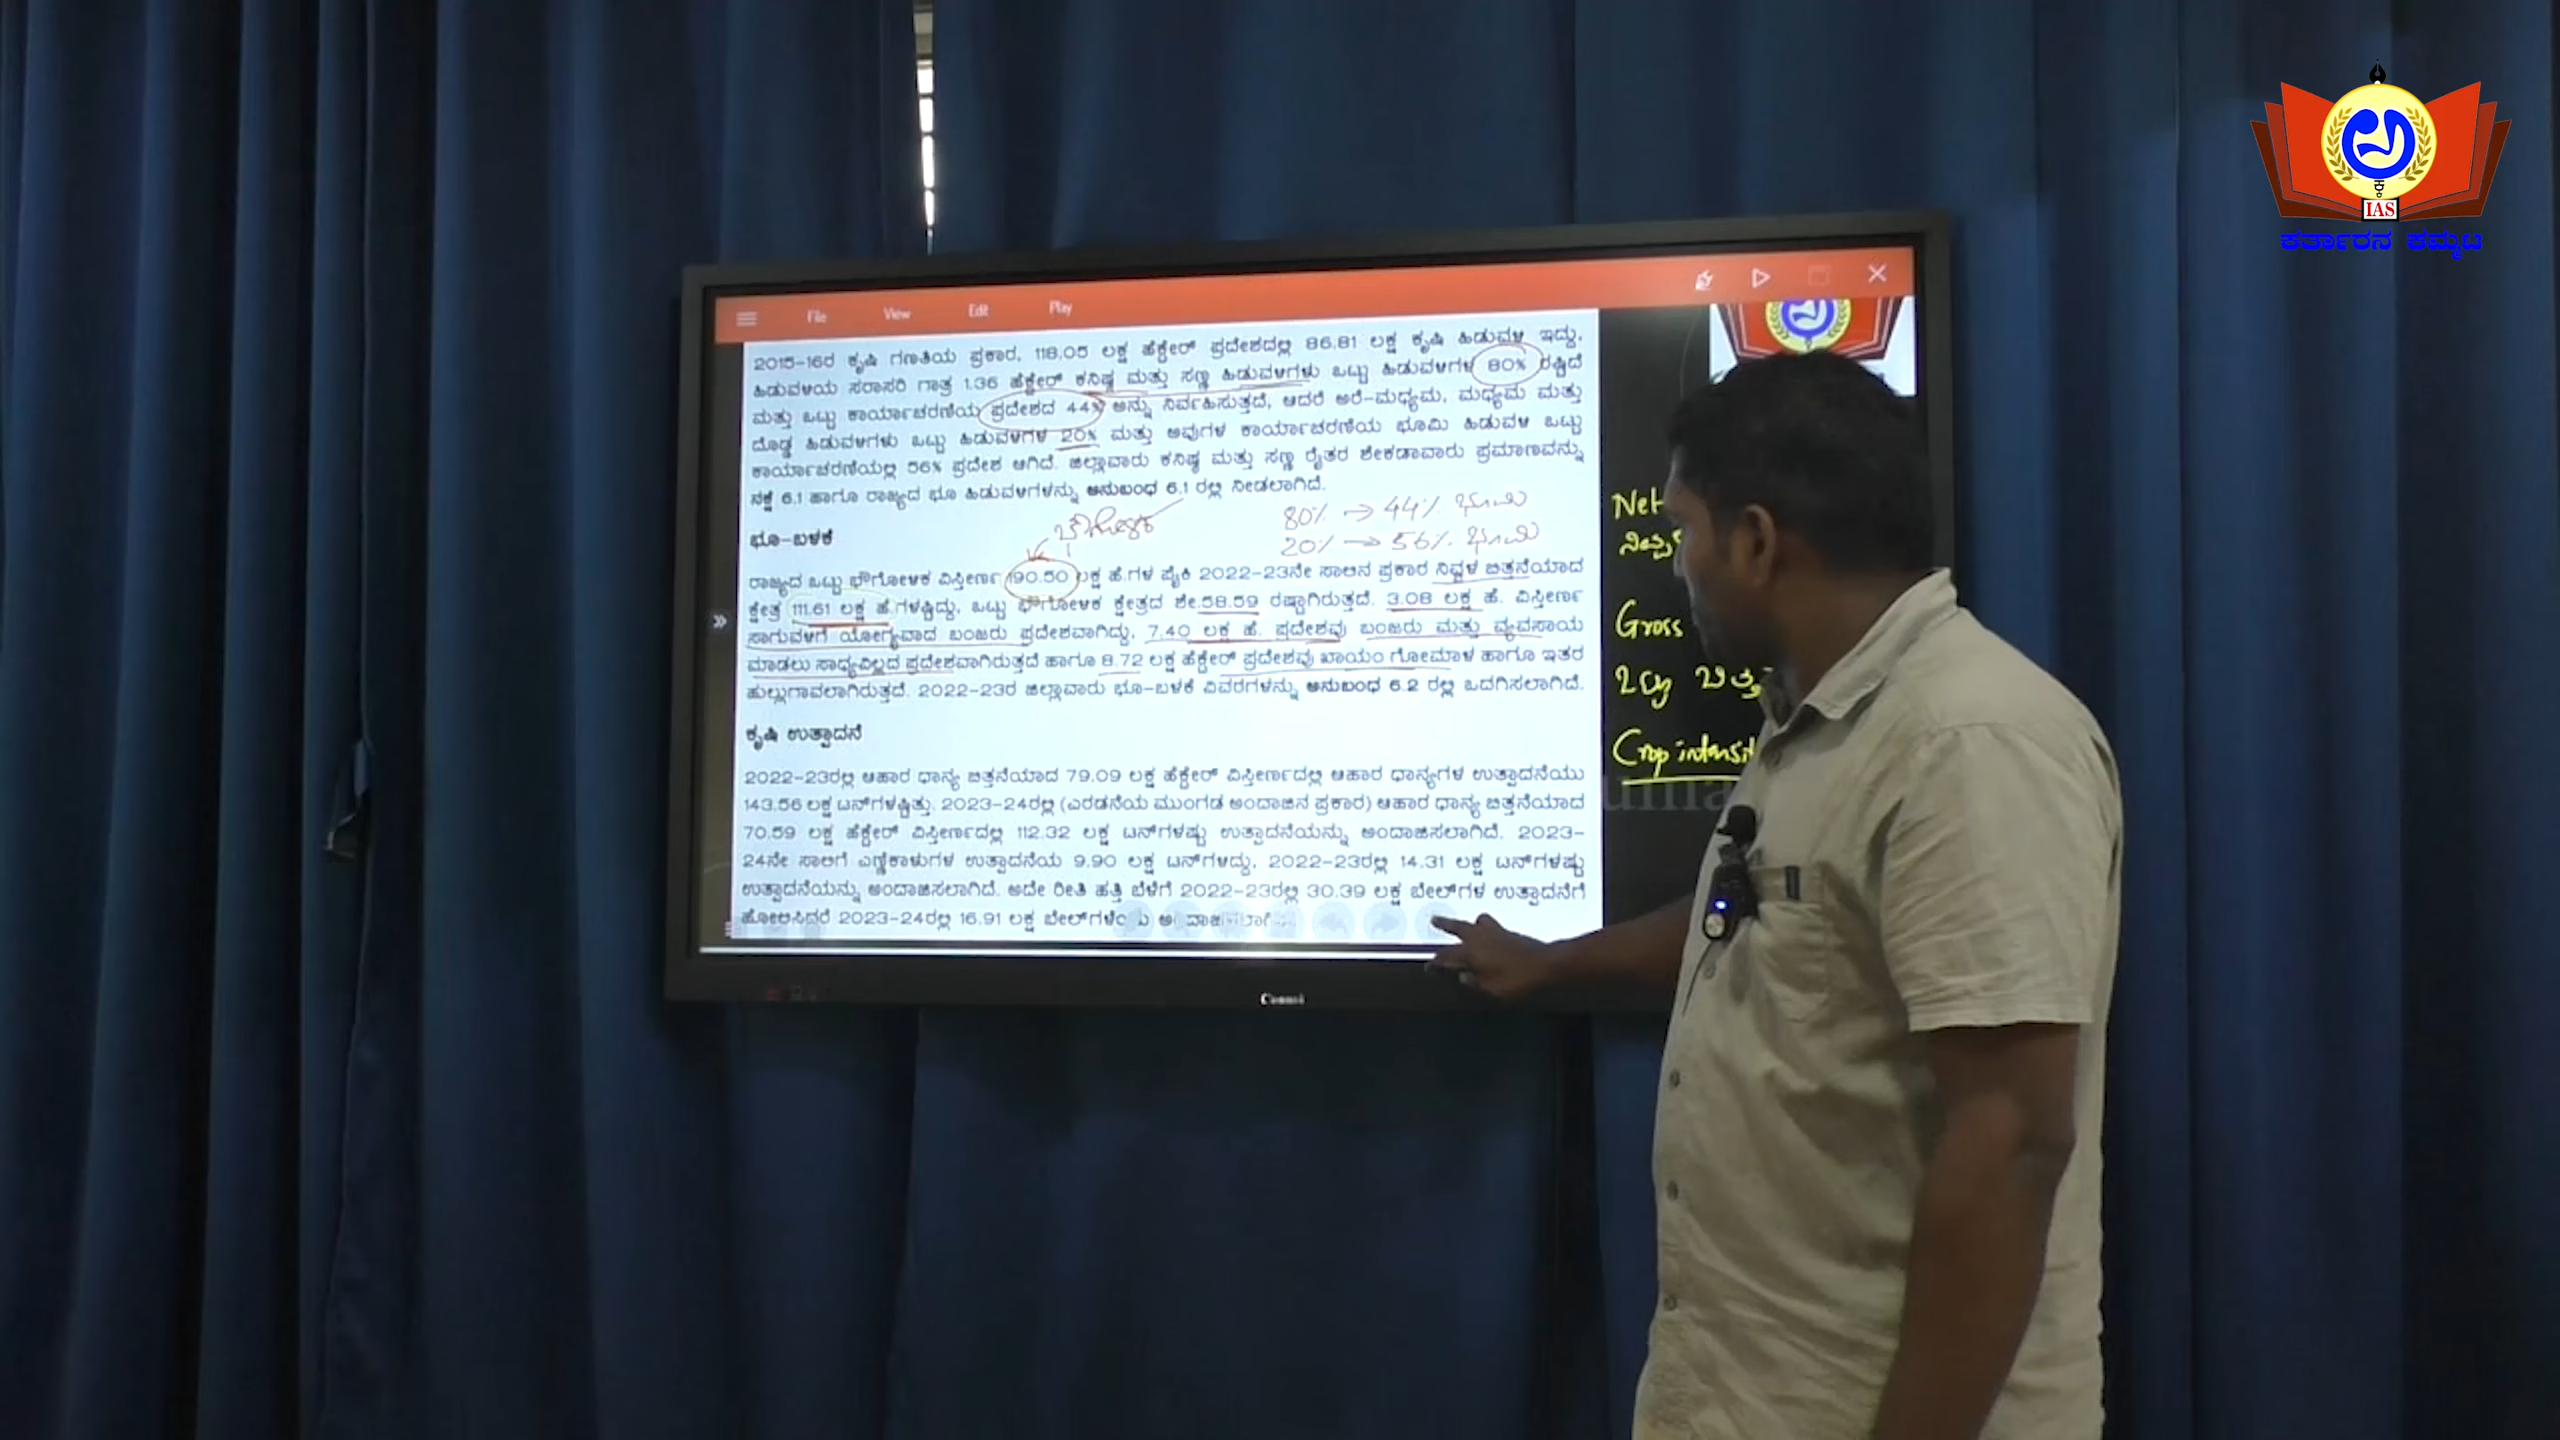 IAS
ಕರ್ತಾರನ ಕಮ್ಮಟ
File View Edit Play
2015-16ರ ಕೃಷಿ ಗಣತಿಯ ಪ್ರಕಾರ, 118.05 ಲಕ್ಷ ಹೆಕ್ಟೇರ್ ಪ್ರದೇಶದಲ್ಲಿ 86.81 ಲಕ್ಷ ಕೃಷಿ ಹಿಡುವಳಿ ಇದ್ದು,
ಹಿಡುವಳಿಯ ಸರಾಸರಿ ಗಾತ್ರ 1.36 ಹೆಕ್ಟೇರ್ ಕನಿಷ್ಠ ಮತ್ತು ಸಣ್ಣ ಹಿಡುವಳಿಗಳು ಒಟ್ಟು ಹಿಡುವಳಿಗಳ 80% ರಷ್ಟಿದೆ
ಮತ್ತು ಒಟ್ಟು ಕಾರ್ಯಾಚರಣೆಯ ಪ್ರದೇಶದ 44% ಅನ್ನು ನಿರ್ವಹಿಸುತ್ತದೆ, ಆದರೆ ಅರೆ-ಮಧ್ಯಮ, ಮಧ್ಯಮ ಮತ್ತು
ದೊಡ್ಡ ಹಿಡುವಳಿಗಳು ಒಟ್ಟು ಹಿಡುವಳಿಗಳ 20% ಮತ್ತು ಅವುಗಳ ಕಾರ್ಯಾಚರಣೆಯ ಭೂಮಿ ಹಿಡುವಳಿ ಒಟ್ಟು
ಕಾರ್ಯಾಚರಣೆಯಲ್ಲಿ 56% ಪ್ರದೇಶ ಆಗಿದೆ. ಜಿಲ್ಲಾವಾರು ಕನಿಷ್ಠ ಮತ್ತು ಸಣ್ಣ ರೈತರ ಶೇಕಡಾವಾರು ಪ್ರಮಾಣವನ್ನು
ನಕ್ಷೆ 6.1 ಹಾಗೂ ರಾಜ್ಯದ ಭೂ ಹಿಡುವಳಿಗಳನ್ನು ಅನುಬಂಧ 6.1 ರಲ್ಲಿ ನೀಡಲಾಗಿದೆ.
80% → 44% ಭೂಮಿ
20% → 56% ಭೂಮಿ
ಭೂ-ಬಳಕೆ
ರಾಜ್ಯದ ಒಟ್ಟು ಭೌಗೋಳಿಕ ವಿಸ್ತೀರ್ಣ 190.50 ಲಕ್ಷ ಹೆ.ಗಳ ಪೈಕಿ 2022-23ನೇ ಸಾಲಿನ ಪ್ರಕಾರ ನಿವ್ವಳ ಬಿತ್ತನೆಯಾದ
ಕ್ಷೇತ್ರ 111.61 ಲಕ್ಷ ಹೆ.ಗಳಷ್ಟಿದ್ದು, ಒಟ್ಟು ಭೌಗೋಳಿಕ ಕ್ಷೇತ್ರದ ಶೇ.58.59 ರಷ್ಟಾಗಿರುತ್ತದೆ. 3.08 ಲಕ್ಷ ಹೆ. ವಿಸ್ತೀರ್ಣ
ಸಾಗುವಳಿಗೆ ಯೋಗ್ಯವಾದ ಬಂಜರು ಪ್ರದೇಶವಾಗಿದ್ದು, 7.40 ಲಕ್ಷ ಹೆ. ಪ್ರದೇಶವು ಬಂಜರು ಮತ್ತು ವ್ಯವಸಾಯ
ಮಾಡಲು ಸಾಧ್ಯವಿಲ್ಲದ ಪ್ರದೇಶವಾಗಿರುತ್ತದೆ ಹಾಗೂ 8.72 ಲಕ್ಷ ಹೆಕ್ಟೇರ್ ಪ್ರದೇಶವು ಖಾಯಂ ಗೋಮಾಳ ಹಾಗೂ ಇತರ
ಹುಲ್ಲುಗಾವಲಾಗಿರುತ್ತದೆ. 2022-23ರ ಜಿಲ್ಲಾವಾರು ಭೂ-ಬಳಕೆ ವಿವರಗಳನ್ನು ಅನುಬಂಧ 6.2 ರಲ್ಲಿ ಒದಗಿಸಲಾಗಿದೆ.
ಕೃಷಿ ಉತ್ಪಾದನೆ
2022-23ರಲ್ಲಿ ಆಹಾರ ಧಾನ್ಯ ಬಿತ್ತನೆಯಾದ 79.09 ಲಕ್ಷ ಹೆಕ್ಟೇರ್ ವಿಸ್ತೀರ್ಣದಲ್ಲಿ ಆಹಾರ ಧಾನ್ಯಗಳ ಉತ್ಪಾದನೆಯು
143.56 ಲಕ್ಷ ಟನ್‌ಗಳಷ್ಟಿತ್ತು. 2023-24ರಲ್ಲಿ (ಎರಡನೆಯ ಮುಂಗಡ ಅಂದಾಜಿನ ಪ್ರಕಾರ) ಆಹಾರ ಧಾನ್ಯ ಬಿತ್ತನೆಯಾದ
70.59 ಲಕ್ಷ ಹೆಕ್ಟೇರ್ ವಿಸ್ತೀರ್ಣದಲ್ಲಿ 112.32 ಲಕ್ಷ ಟನ್‌ಗಳಷ್ಟು ಉತ್ಪಾದನೆಯನ್ನು ಅಂದಾಜಿಸಲಾಗಿದೆ. 2023-
24ನೇ ಸಾಲಿಗೆ ಎಣ್ಣೆಕಾಳುಗಳ ಉತ್ಪಾದನೆಯ 9.90 ಲಕ್ಷ ಟನ್‌ಗಳಿದ್ದು, 2022-23ರಲ್ಲಿ 14.31 ಲಕ್ಷ ಟನ್‌ಗಳಷ್ಟು
ಉತ್ಪಾದನೆಯನ್ನು ಅಂದಾಜಿಸಲಾಗಿದೆ. ಅದೇ ರೀತಿ ಹತ್ತಿ ಬೆಳೆಗೆ 2022-23ರಲ್ಲಿ 30.39 ಲಕ್ಷ ಬೇಲ್‌ಗಳ ಉತ್ಪಾದನೆಗೆ
ಹೋಲಿಸಿದರೆ 2023-24ರಲ್ಲಿ 16.91 ಲಕ್ಷ
Net
Gross
ಒಟ್ಟು
Crop